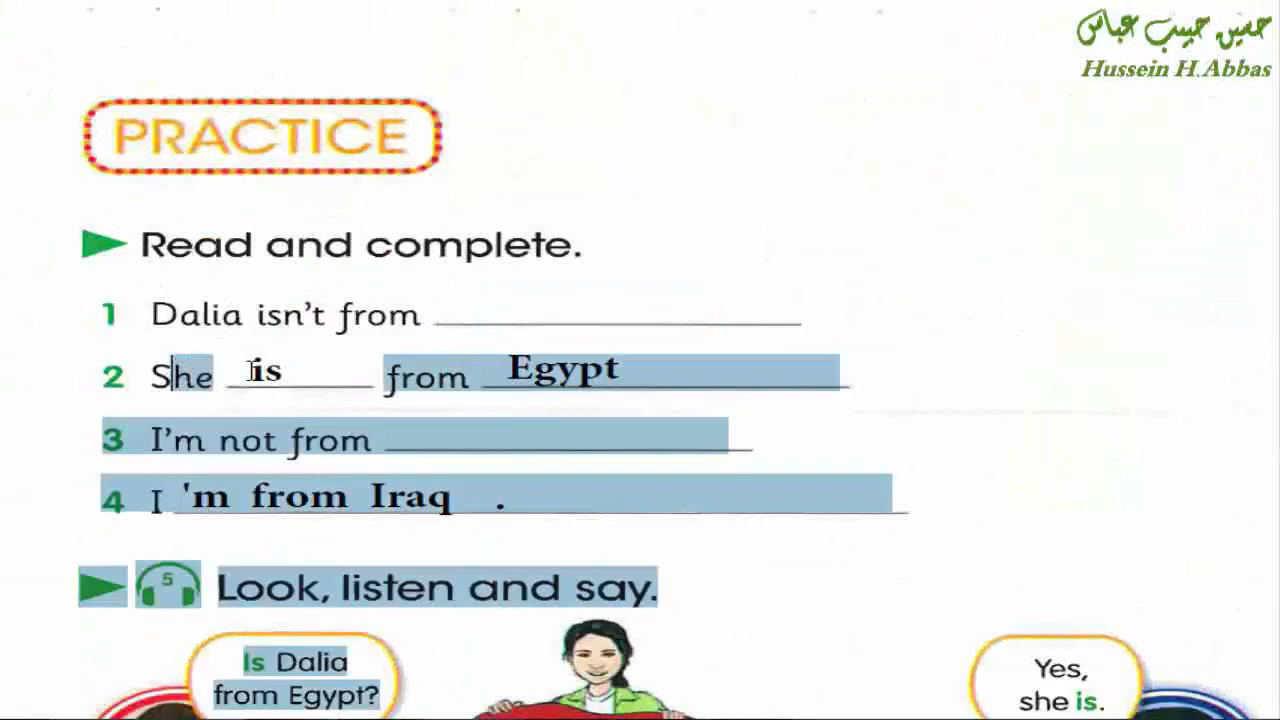 حسين حبيب عباس
Hussein H.Abbas
PRACTICE
Read and complete.
1 Dalia isn't from
2 She is from Egypt
3 I'm not from
4 I 'm from Iraq .
5 Look, listen and say.
Is Dalia
from Egypt?
Yes,
she is.